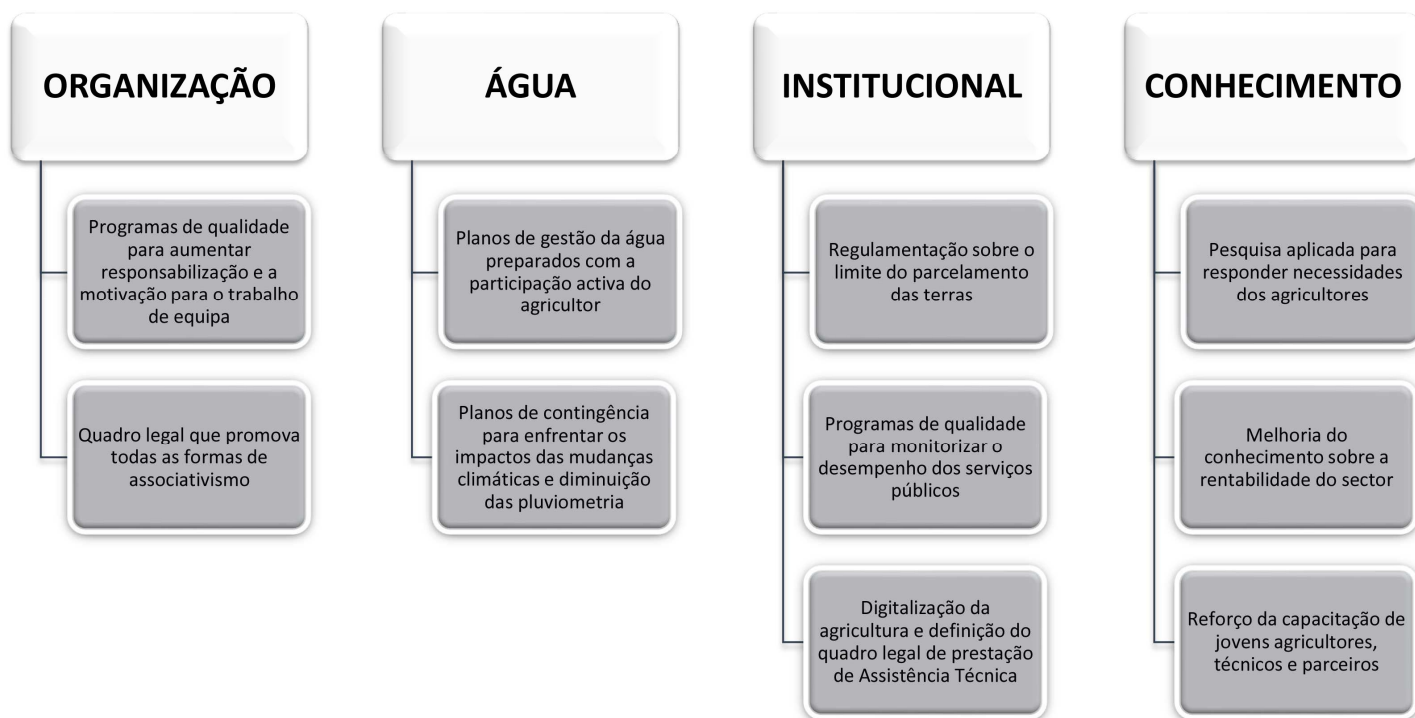 ORGANIZAÇÃO
Programas de qualidade
para aumentar
responsabilização e a
motivação para o trabalho
de equipa
Quadro legal que promova
todas as formas de
associativismo
ÁGUA
Planos de gestão da água
preparados com a
participação activa do
agricultor
Planos de contingência
para enfrentar os
impactos das mudanças
climáticas e diminuição
das pluviometria
INSTITUCIONAL
Regulamentação sobre o
limite do parcelamento
das terras
Programas de qualidade
para monitorizar o
desempenho dos serviços
públicos
Digitalização da
agricultura e definição do
quadro legal de prestação
de Assistência Técnica
CONHECIMENTO
Pesquisa aplicada para
responder necessidades
dos agricultores
Melhoria do
conhecimento sobre a
rentabilidade do sector
Reforço da capacitação de
jovens agricultores,
técnicos e parceiros